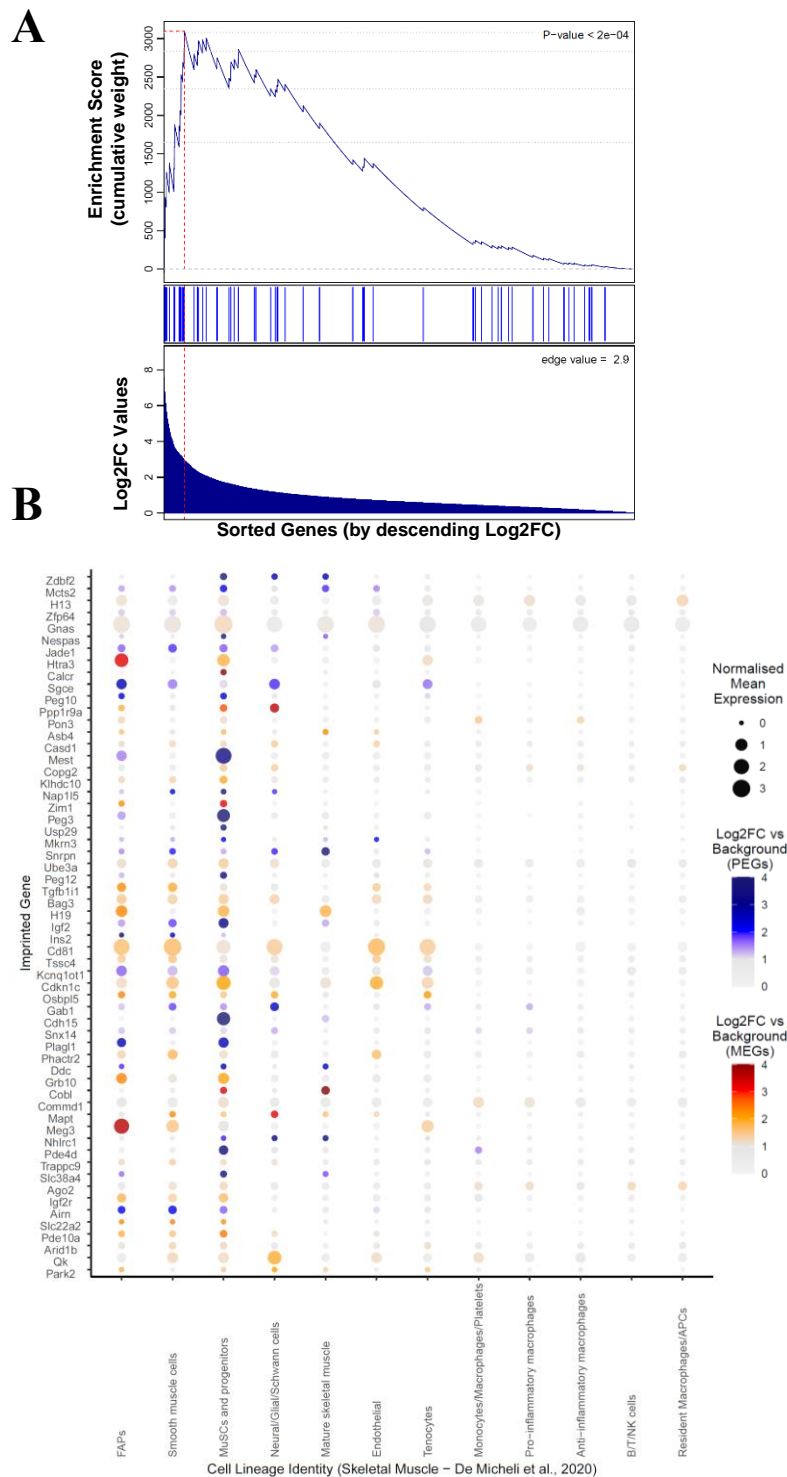 A
P-value < 2e-04
Enrichment Score
(cumulative weight)
3000
2500
2000
1500
1000
500
0
edge value = 2.9
Log2FC Values
8
6
4
2
0
Sorted Genes (by descending Log2FC)
B
Imprinted Gene
Zdbf2
Mcts2
H13
Zfp64
Gnas
Nespas
Jade1
Htra3
Calcr
Sgce
Peg10
Ppp1r9a
Pon3
Asb4
Casd1
Mest
Copg2
Klhdc10
Nap1l5
Zim1
Peg3
Usp29
Mkrn3
Snrpn
Ube3a
Peg12
Tgfb1i1
Bag3
H19
Igf2
Ins2
Cd81
Tssc4
Kcnq1ot1
Cdkn1c
Osbpl5
Gab1
Cdh15
Snx14
Plagl1
Phactr2
Ddc
Grb10
Cobl
Commd1
Mapt
Meg3
Nhlrc1
Pde4d
Trappc9
Slc38a4
Ago2
Igf2r
Airn
Slc22a2
Pde10a
Arid1b
Qk
Park2
Normalised
Mean
Expression
0
1
2
3
Log2FC vs
Background
(PEGs)
4
3
2
1
0
Log2FC vs
Background
(MEGs)
4
3
2
1
0
FAPs
Smooth muscle cells
MuSCs and progenitors
Neural/Glial/Schwann cells
Mature skeletal muscle
Endothelial
Tenocytes
Monocytes/Macrophages/Platelets
Pro-inflammatory macrophages
Anti-inflammatory macrophages
B/T/NK cells
Resident Macrophages/APCs
Cell Lineage Identity (Skeletal Muscle − De Micheli et al., 2020)